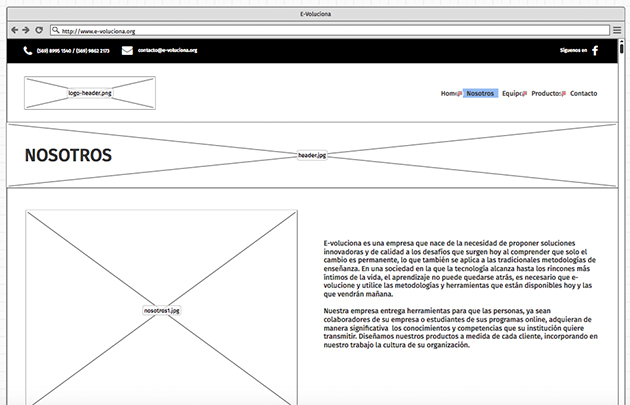 E-Voluciona
http://www.e-voluciona.org
(569) 8995 1340 / (569) 9862 2173
contacto@e-voluciona.org
Síguenos en
logo-header.png
Home Nosotros Equipo Productos Contacto
NOSOTROS
header.jpg
nosotros1.jpg
E-voluciona es una empresa que nace de la necesidad de proponer soluciones
innovadoras y de calidad a los desafíos que surgen hoy al comprender que solo el
cambio es permanente, lo que también se aplica a las tradicionales metodologías de
enseñanza. En una sociedad en la que la tecnología alcanza hasta los rincones más
íntimos de la vida, el aprendizaje no puede quedarse atrás, es necesario que e-
volucione y utilice las metodologías y herramientas que están disponibles hoy y las
que vendrán mañana.
Nuestra empresa entrega herramientas para que las personas, ya sean
colaboradores de su empresa o estudiantes de sus programas online, adquieran de
manera significativa los conocimientos y competencias que su institución quiere
transmitir. Diseñamos nuestros productos a medida de cada cliente, incorporando en
nuestro trabajo la cultura de su organización.